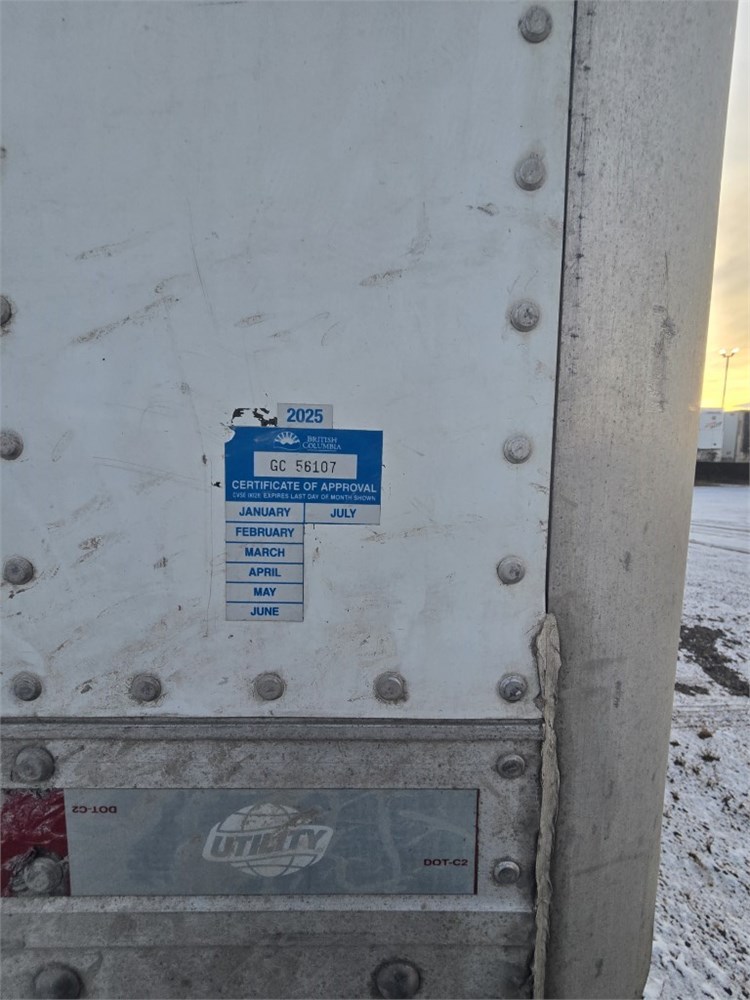 2025
BRITISH
COLUMBIA
GC 56107
CERTIFICATE OF APPROVAL
EXPIRES LAST DAY OF MONTH SHOWN
JANUARY JULY
FEBRUARY
MARCH
APRIL
MAY
JUNE
DOT-C2
UTILITY
DOT-C2